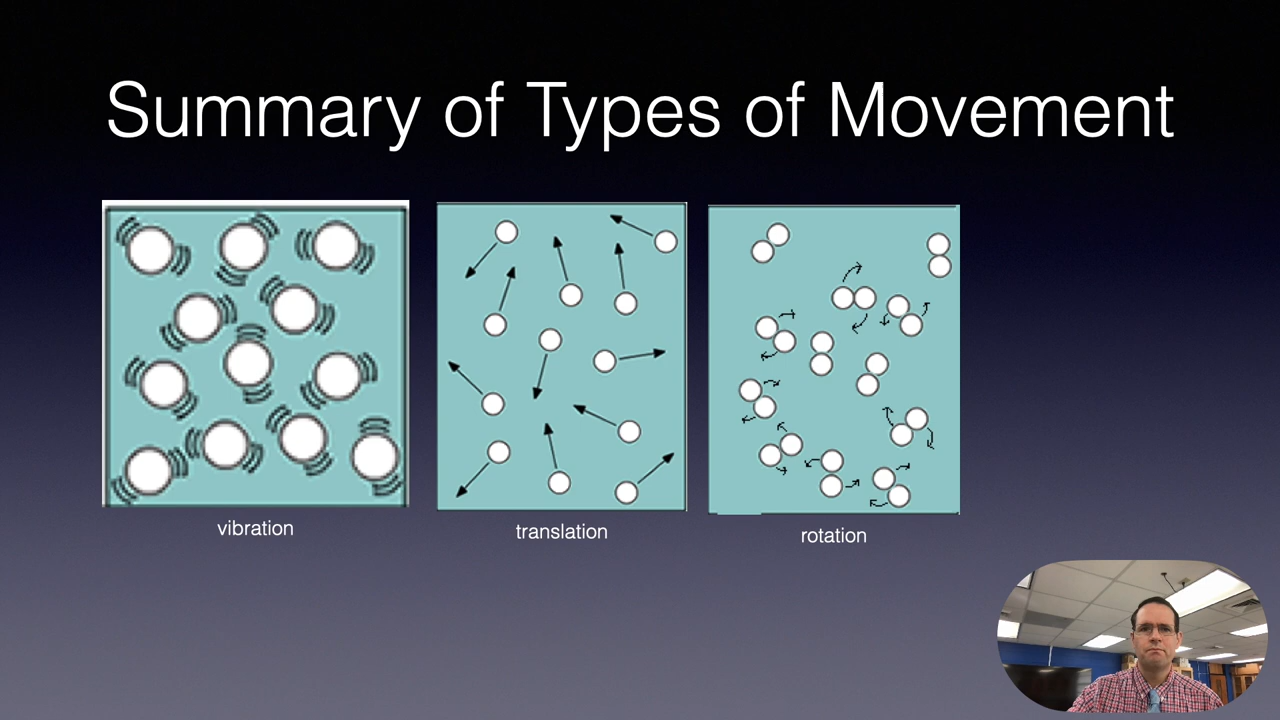 Summary of Types of Movement
vibration
translation
rotation